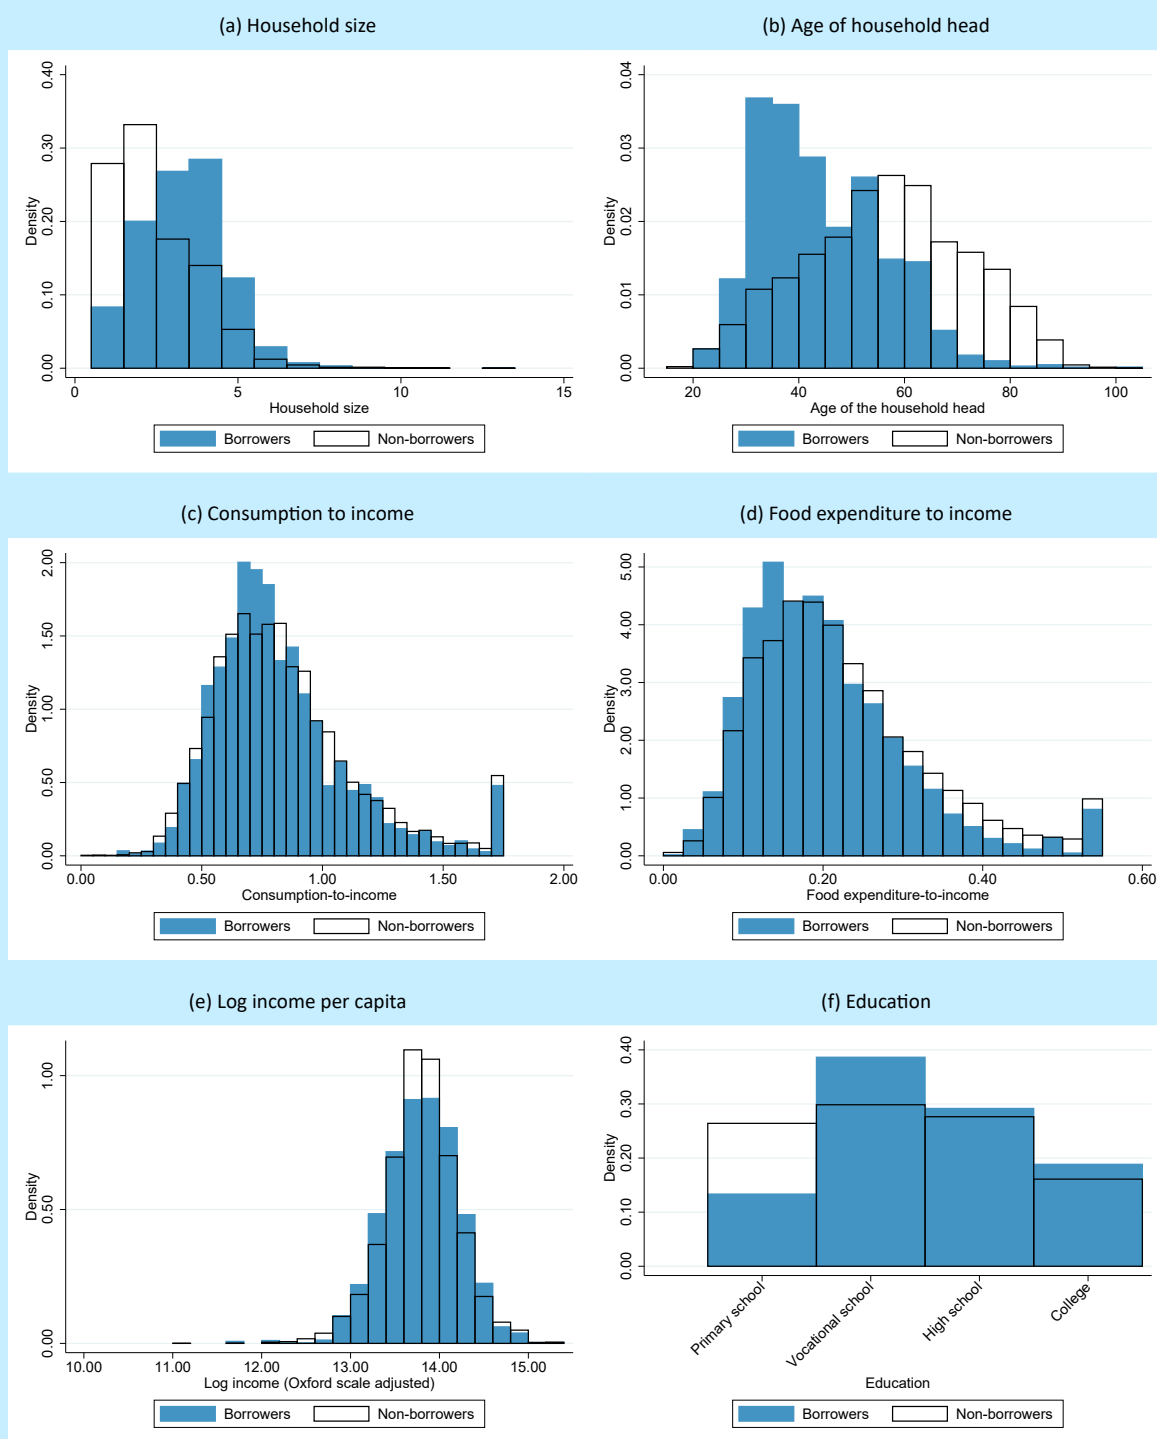 (a) Household size
(b) Age of household head
0.40
0.30
0.20
0.10
0.00
Density
0
5
10
15
Household size
Borrowers
Non-borrowers
0.04
0.03
0.02
0.01
0.00
Density
20
40
60
80
100
Age of the household head
Borrowers
Non-borrowers
(c) Consumption to income
(d) Food expenditure to income
2.00
1.50
1.00
0.50
0.00
Density
0.00
0.50
1.00
1.50
2.00
Consumption-to-income
Borrowers
Non-borrowers
5.00
4.00
3.00
2.00
1.00
0.00
Density
0.00
0.20
0.40
0.60
Food expenditure-to-income
Borrowers
Non-borrowers
(e) Log income per capita
(f) Education
1.00
0.50
0.00
Density
10.00
11.00
12.00
13.00
14.00
15.00
Log income (Oxford scale adjusted)
Borrowers
Non-borrowers
0.40
0.30
0.20
0.10
0.00
Density
Primary school
Vocational school
High school
College
Education
Borrowers
Non-borrowers